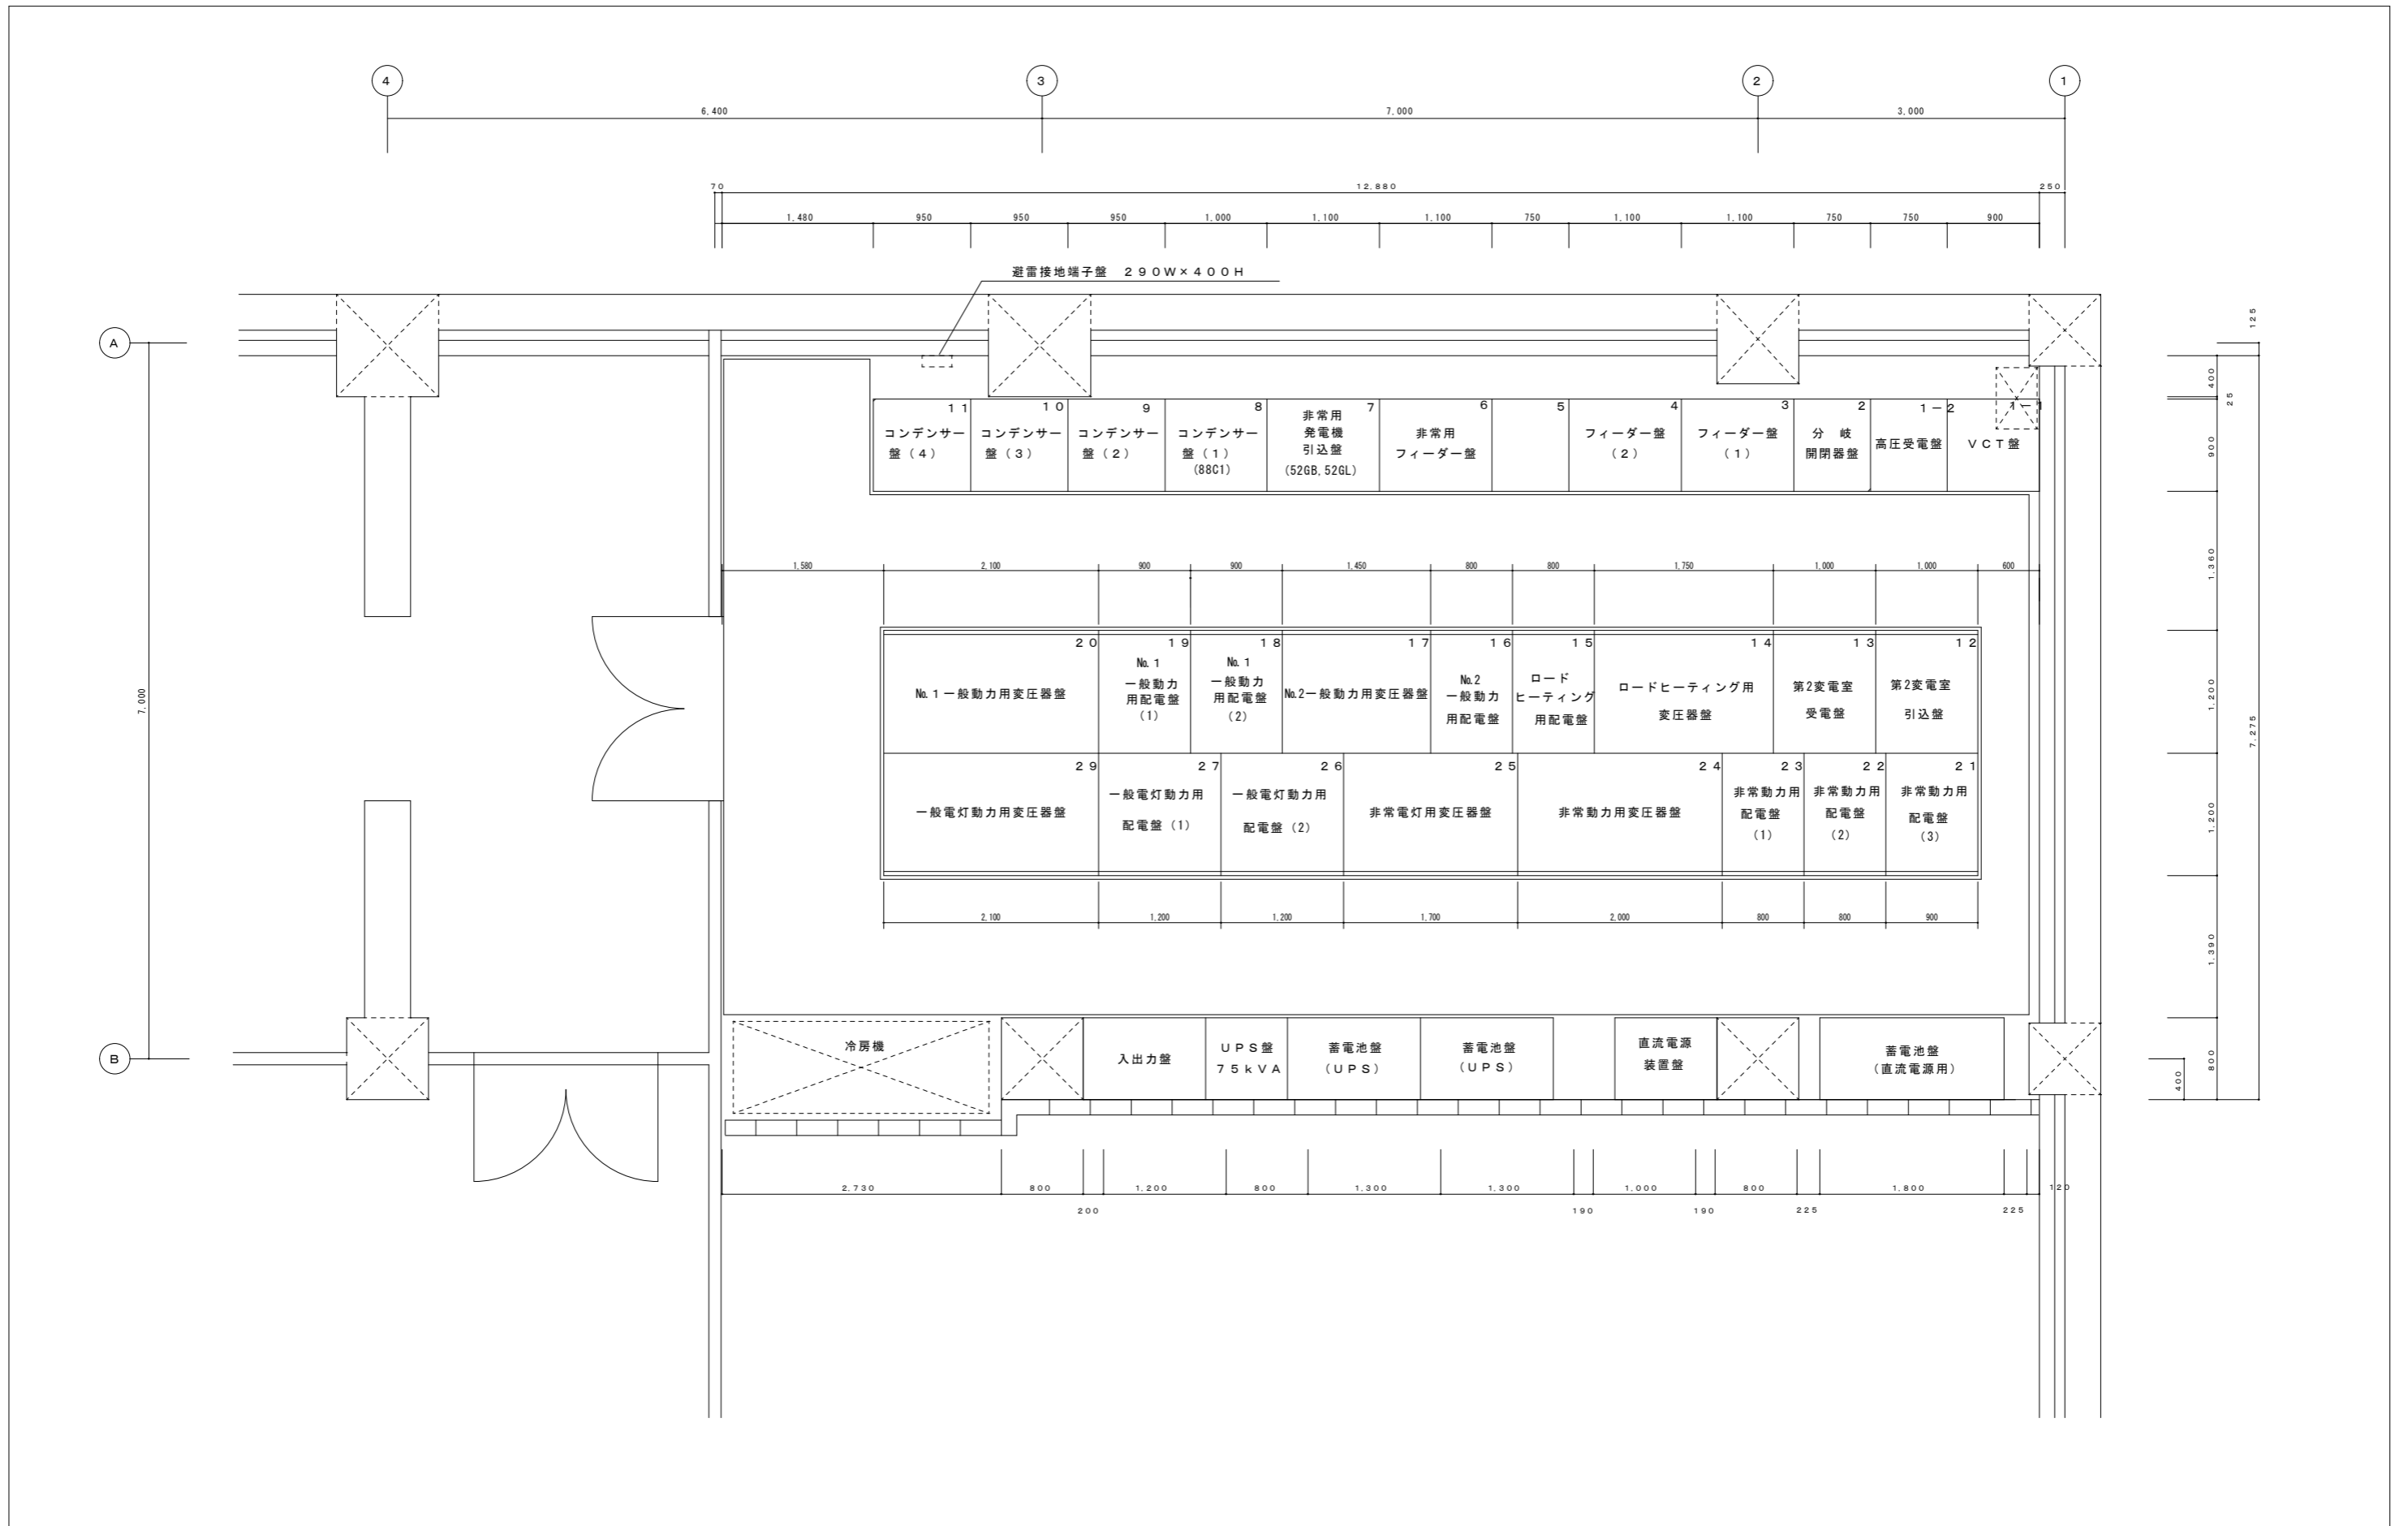 4
3
2
1
6,400
7,000
3,000
70
12,880
250
1,480
950
950
950
1,000
1,100
1,100
750
1,100
1,100
750
750
900
避雷接地端子盤 290W×400H
A
125
400
25
900
1,360
1,200
1,200
1,390
800
400
7,275
7,000
11
コンデンサー
盤(4)
10
コンデンサー
盤(3)
9
コンデンサー
盤(2)
8
コンデンサー
盤(1)
(88C1)
7
非常用
発電機
引込盤
(52GB,52GL)
6
非常用
フィーダー盤
5
4
フィーダー盤
(2)
3
フィーダー盤
(1)
2
分 岐
開閉器盤
1-2
高圧受電盤
1-1
VCT盤
1,580
2,100
900
900
1,450
800
800
1,750
1,000
1,000
600
20
№1一般動力用変圧器盤
19
№1
一般動力
用配電盤
(1)
18
№1
一般動力
用配電盤
(2)
17
№2一般動力用変圧器盤
16
№2
一般動力
用配電盤
15
ロード
ヒーティング
用配電盤
14
ロードヒーティング用
変圧器盤
13
第2変電室
受電盤
12
第2変電室
引込盤
29
一般電灯動力用変圧器盤
27
一般電灯動力用
配電盤(1)
26
一般電灯動力用
配電盤(2)
25
非常電灯用変圧器盤
24
非常動力用変圧器盤
23
非常動力用
配電盤
(1)
22
非常動力用
配電盤
(2)
21
非常動力用
配電盤
(3)
2,100
1,200
1,200
1,700
2,000
800
800
900
B
冷房機
入出力盤
UPS盤
75kVA
蓄電池盤
(UPS)
蓄電池盤
(UPS)
直流電源
装置盤
蓄電池盤
(直流電源用)
2,730
800
200
1,200
800
1,300
1,300
190
1,000
190
800
225
1,800
225
120